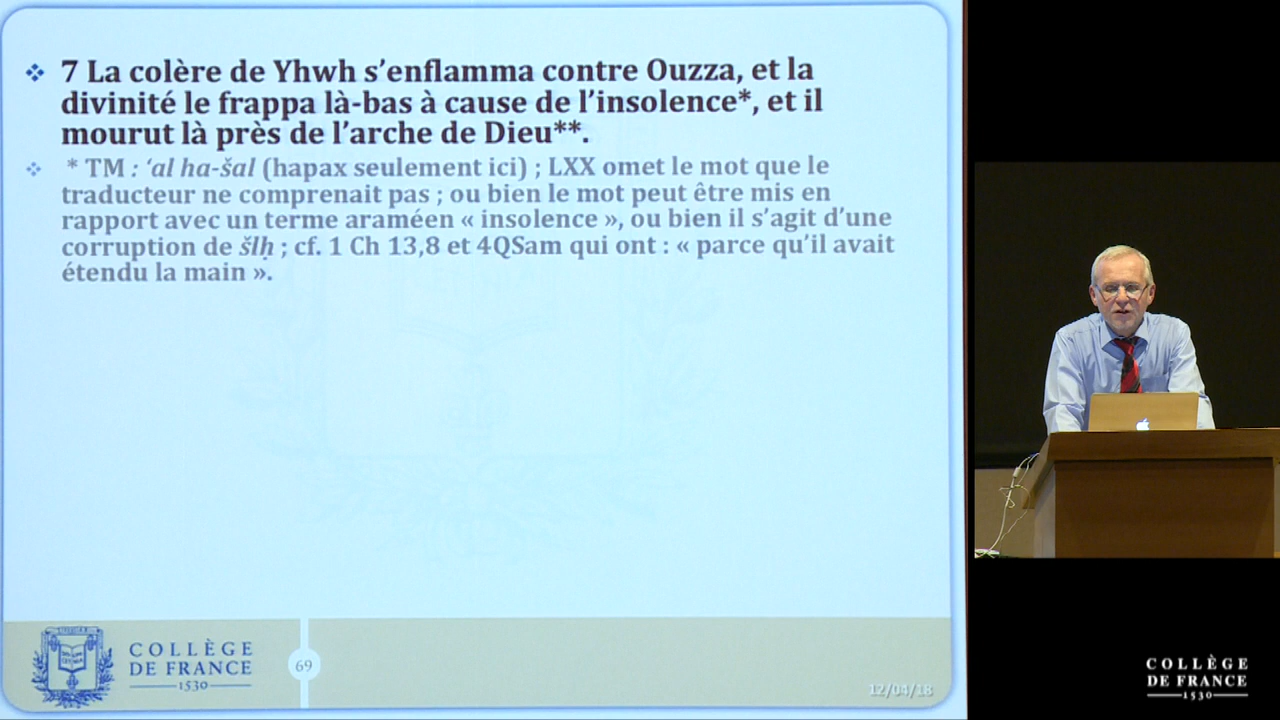 ❖ 7 La colère de Yhwh s’enflamma contre Ouzza, et la
divinité le frappa là-bas à cause de l’insolence*, et il
mourut là près de l’arche de Dieu**.
❖ * TM : ‘al ha-šal (hapax seulement ici) ; LXX omet le mot que le
traducteur ne comprenait pas ; ou bien le mot peut être mis en
rapport avec un terme araméen « insolence », ou bien il s’agit d’une
corruption de šlḥ ; cf. 1 Ch 13,8 et 4QSam qui ont : « parce qu’il avait
étendu la main ».
COLLÈGE
DE FRANCE
1530
69
12/04/18
COLLÈGE
DE FRANCE
1530